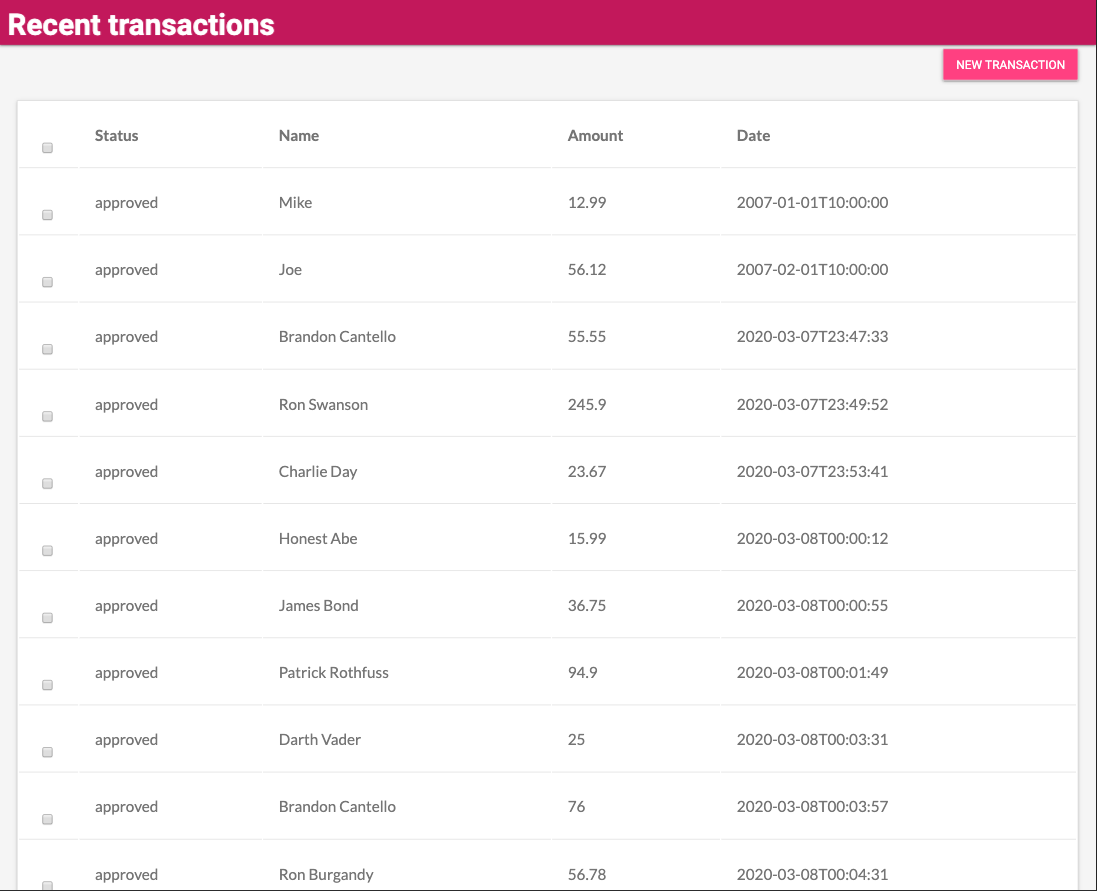 Recent transactions
NEW TRANSACTION
Status Name Amount Date
approved Mike 12.99 2007-01-01T10:00:00
approved Joe 56.12 2007-02-01T10:00:00
approved Brandon Cantello 55.55 2020-03-07T23:47:33
approved Ron Swanson 245.9 2020-03-07T23:49:52
approved Charlie Day 23.67 2020-03-07T23:53:41
approved Honest Abe 15.99 2020-03-08T00:00:12
approved James Bond 36.75 2020-03-08T00:00:55
approved Patrick Rothfuss 94.9 2020-03-08T00:01:49
approved Darth Vader 25 2020-03-08T00:03:31
approved Brandon Cantello 76 2020-03-08T00:03:57
approved Ron Burgandy 56.78 2020-03-08T00:04:31